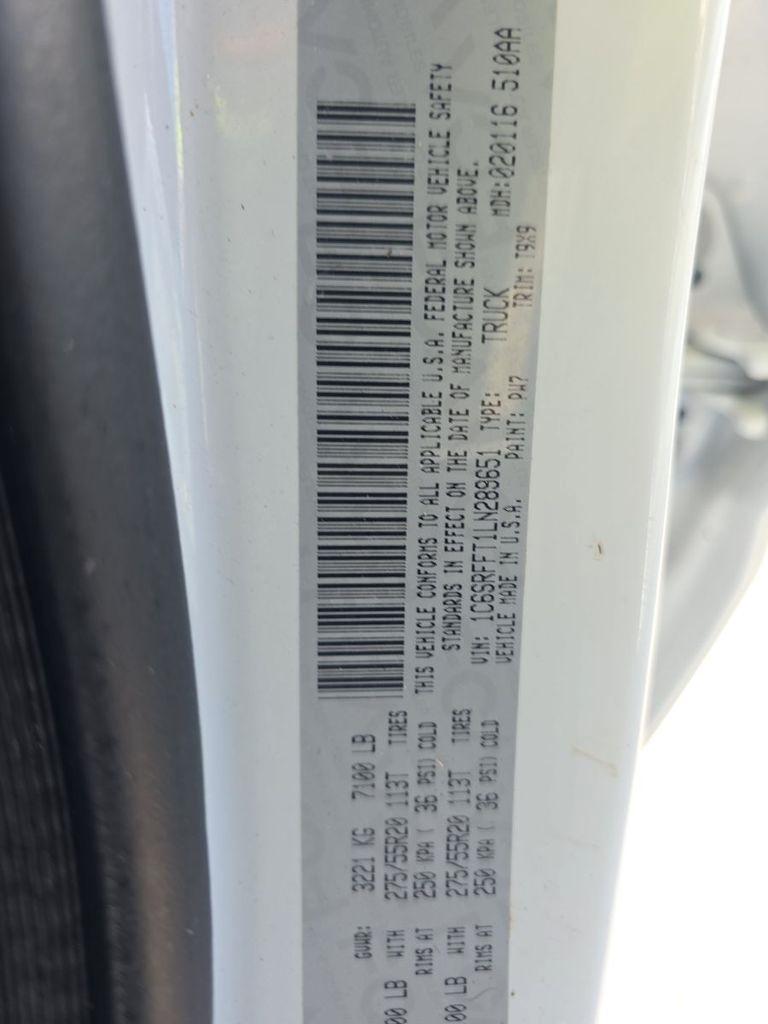 GVWR: 3221 KG 7100 LB
00 LB WITH 275/55R20 113T TIRES
RIMS AT 250 KPA ( 36 PSI) COLD
00 LB WITH 275/55R20 113T TIRES
RIMS AT 250 KPA ( 36 PSI) COLD
THIS VEHICLE CONFORMS TO ALL APPLICABLE U.S.A. FEDERAL MOTOR VEHICLE SAFETY
STANDARDS IN EFFECT ON THE DATE OF MANUFACTURE SHOWN ABOVE.
VIN: 1C6SRFFT1LN289651 TYPE: TRUCK MDH:020116 510AA
VEHICLE MADE IN U.S.A. PAINT: PW7 TRIM: T9X9